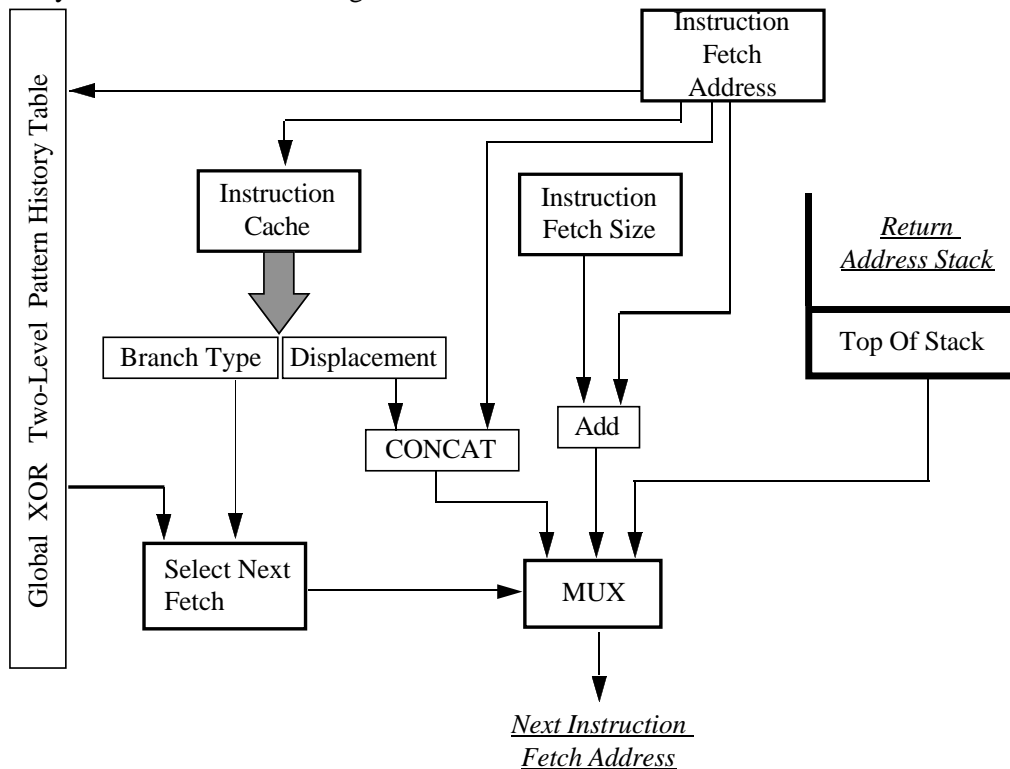 Instruction
Fetch
Address
Global XOR Two-Level Pattern History Table
Instruction
Cache
Instruction
Fetch Size
Return
Address Stack
Branch Type
Displacement
Top Of Stack
CONCAT
Add
Select Next
Fetch
MUX
Next Instruction
Fetch Address